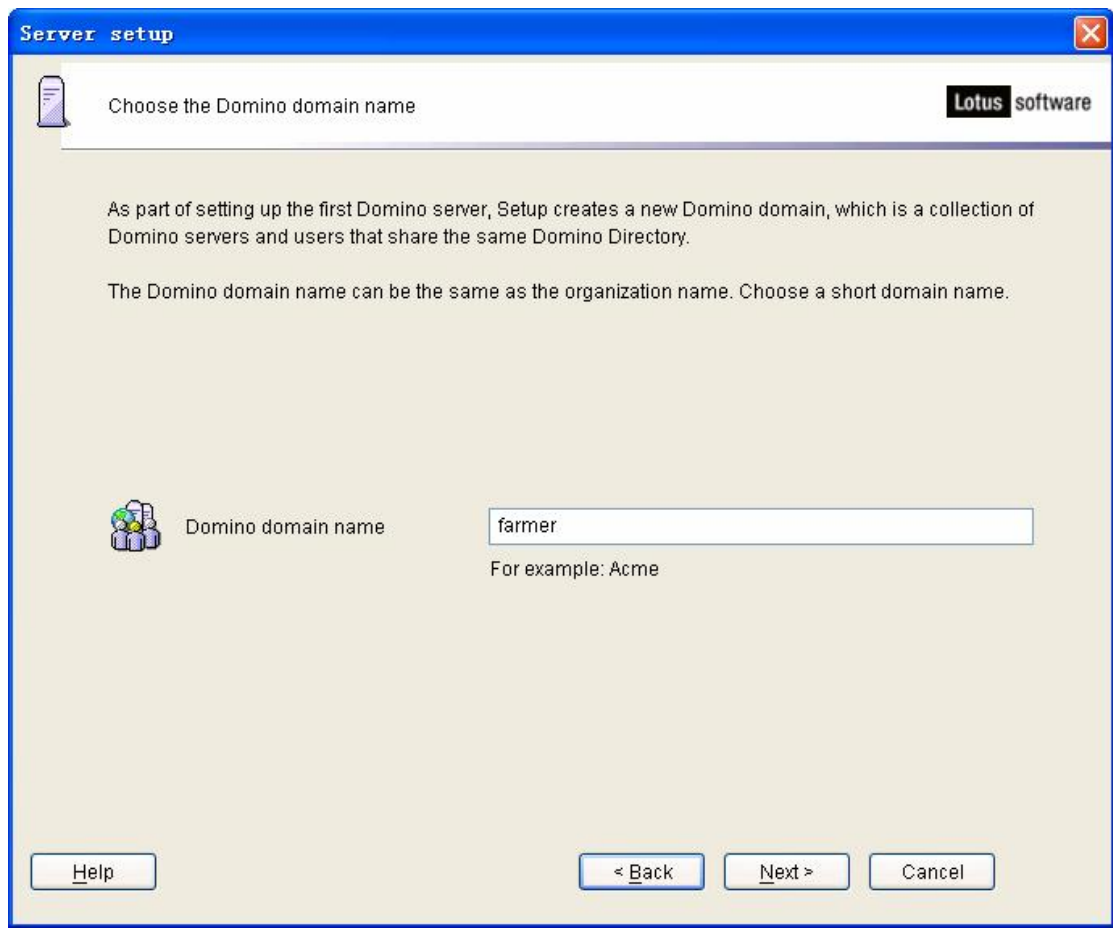 Server setup
Choose the Domino domain name
Lotus software
As part of setting up the first Domino server, Setup creates a new Domino domain, which is a collection of
Domino servers and users that share the same Domino Directory.
The Domino domain name can be the same as the organization name. Choose a short domain name.
Domino domain name
farmer
For example: Acme
Help
< Back
Next >
Cancel